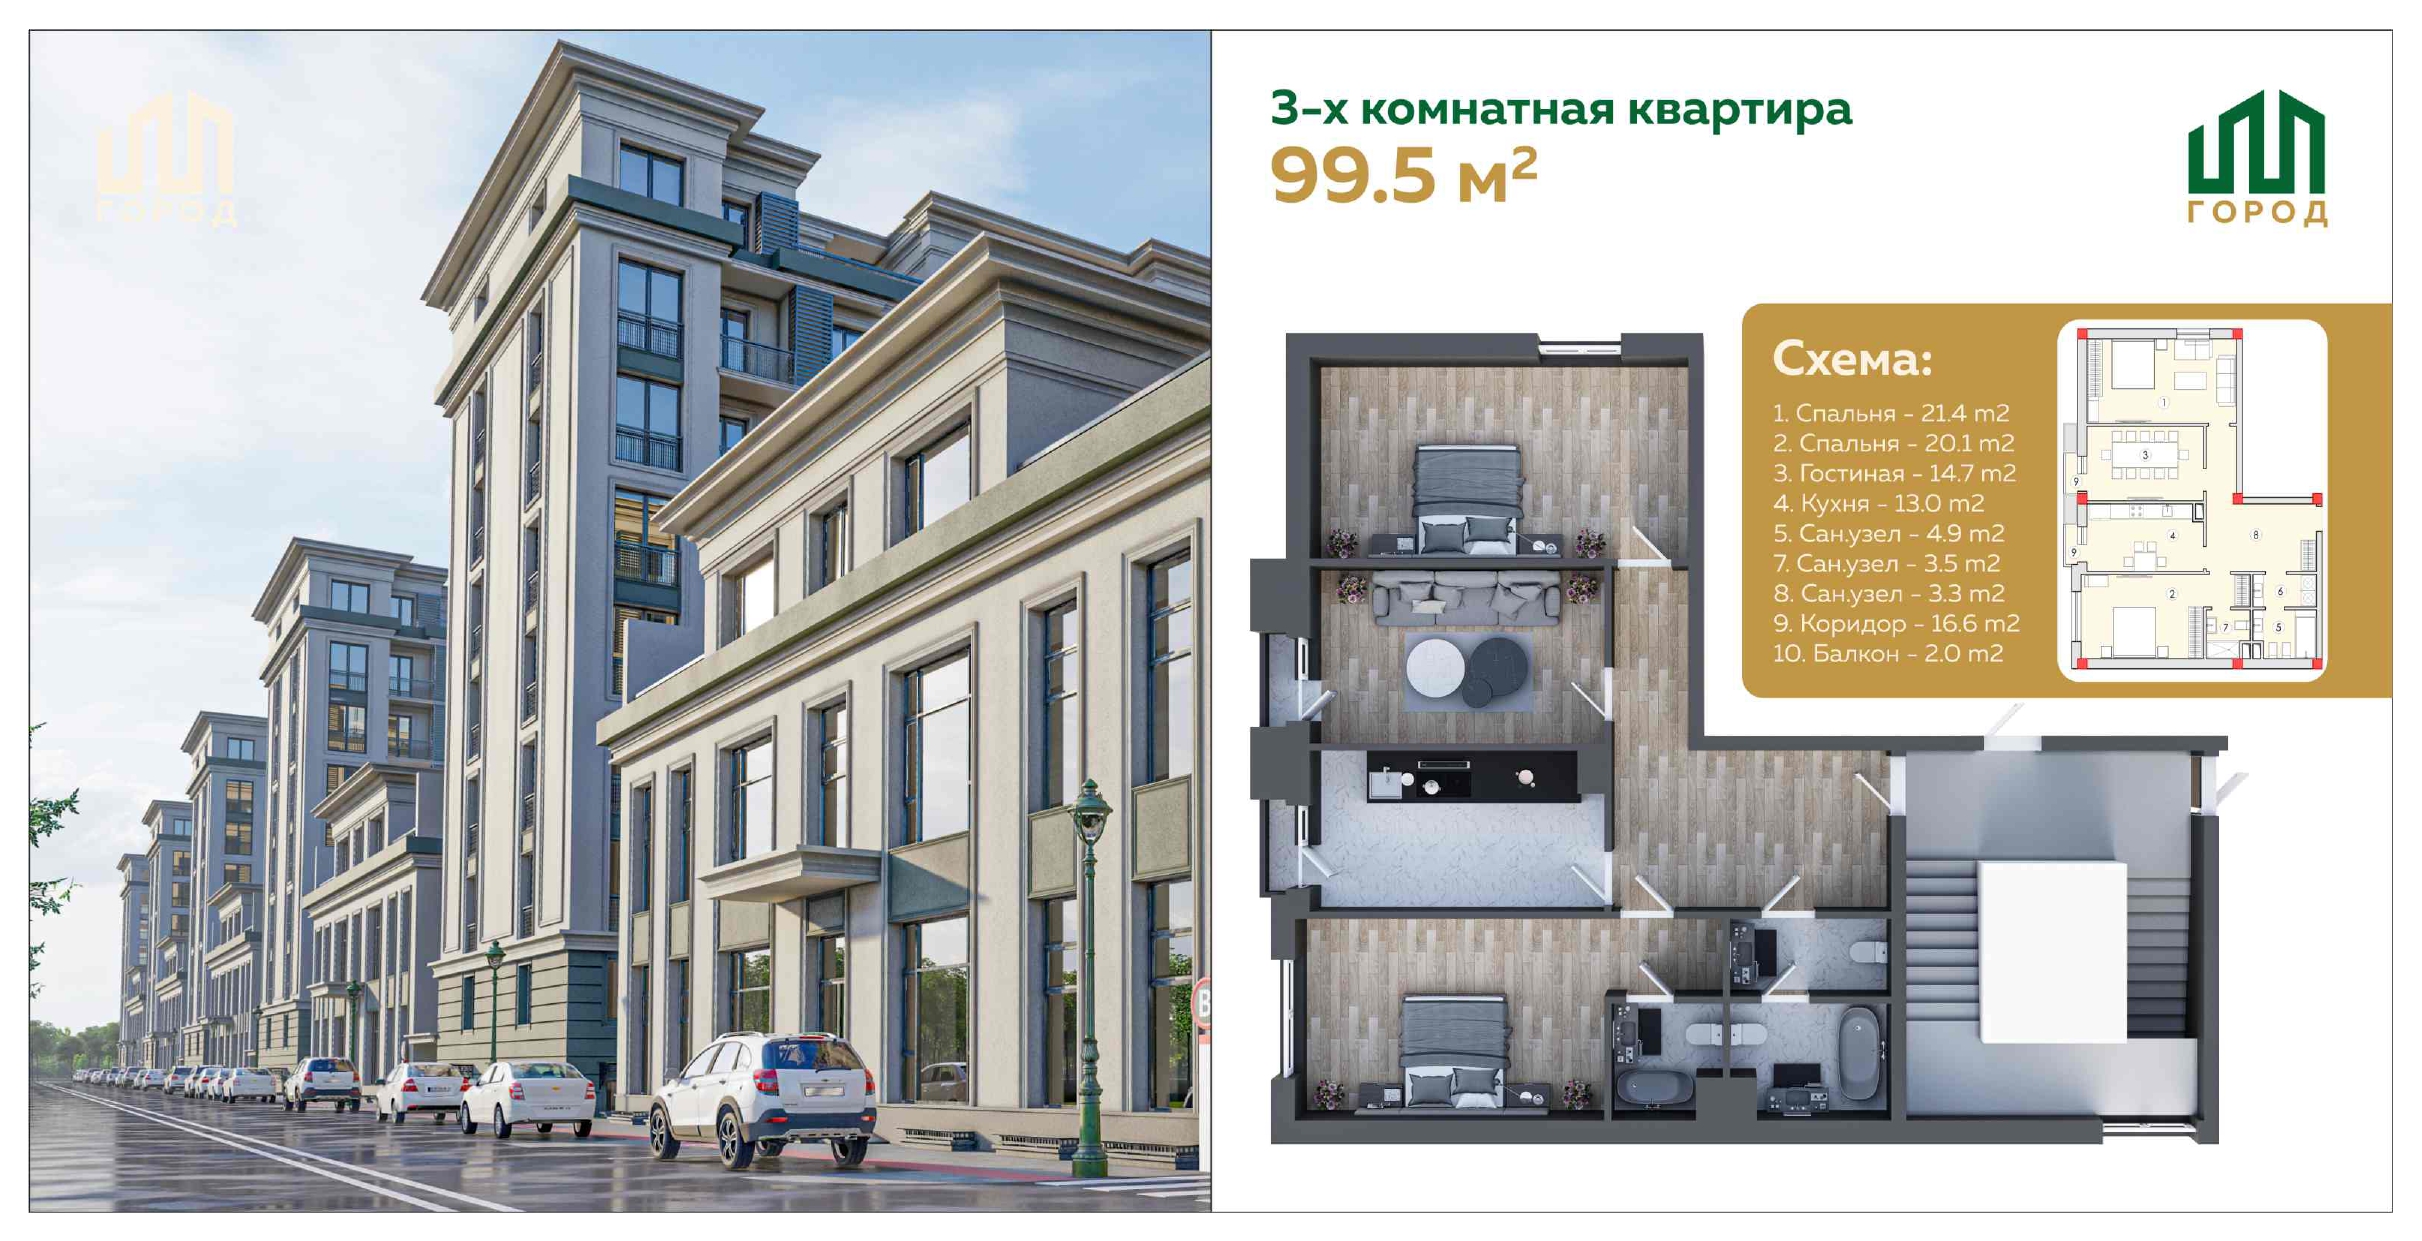 ГОРОД
3-х комнатная квартира
99.5 м²
ГОРОД
Схема:
1. Спальня - 21.4 m2
2. Спальня - 20.1 m2
3. Гостиная - 14.7 m2
4. Кухня - 13.0 m2
5. Сан.узел - 4.9 m2
7. Сан.узел - 3.5 m2
8. Сан.узел - 3.3 m2
9. Коридор - 16.6 m2
10. Балкон - 2.0 m2
1
3
9
4
8
9
2
6
7
5
В